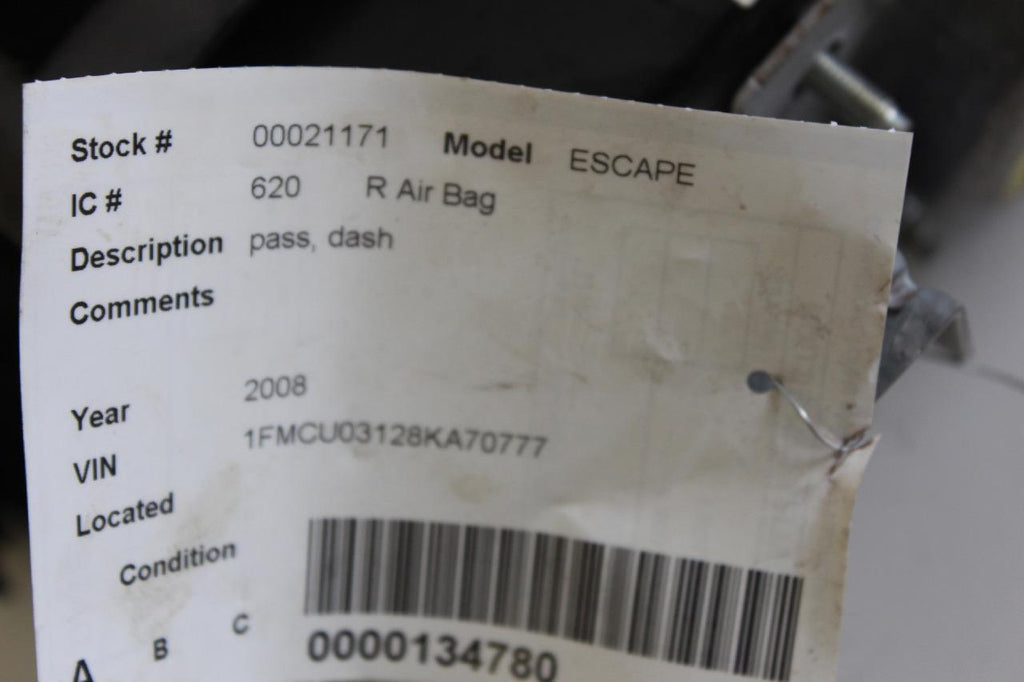 Stock # 00021171 Model ESCAPE
IC # 620 R Air Bag
Description pass, dash
Comments
Year 2008
VIN 1FMCU03128KA70777
Located
Condition
A B C
0000134780